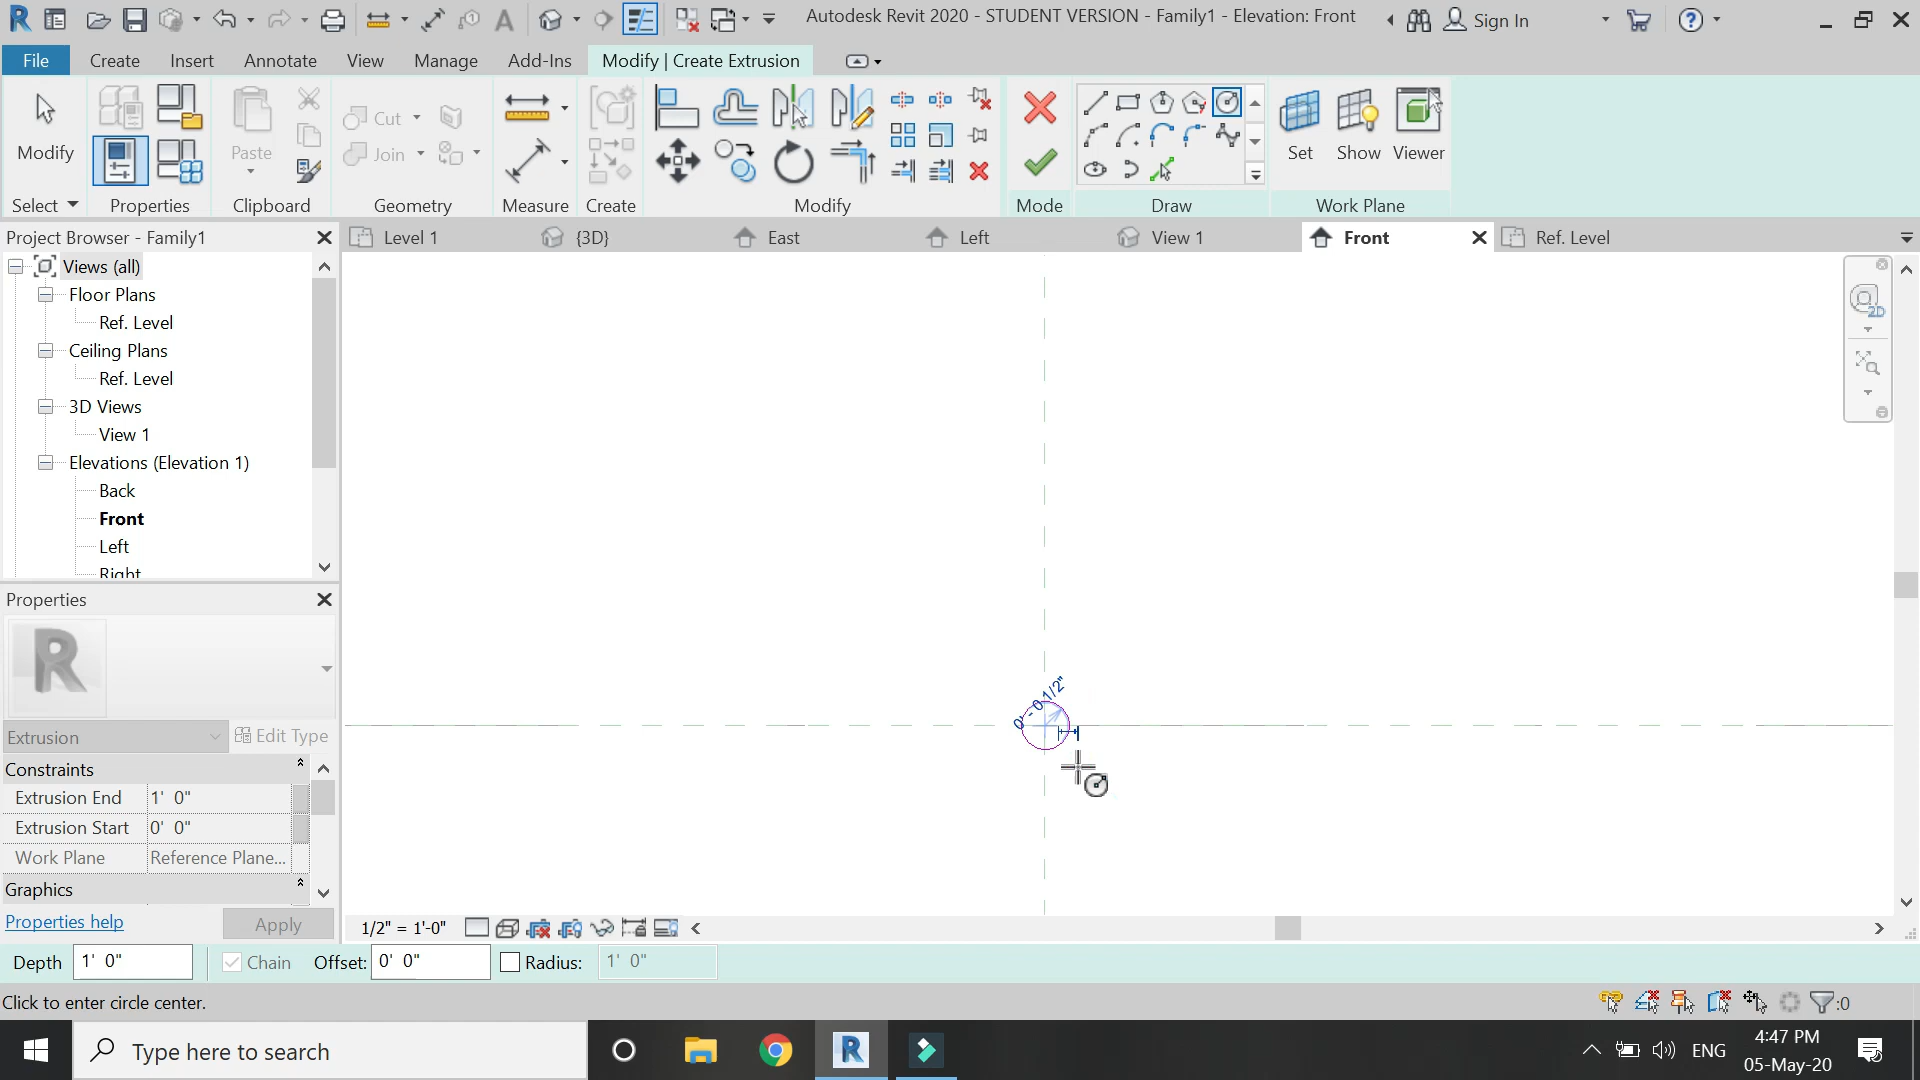 Autodesk Revit 2020 - STUDENT VERSION - Family1 - Elevation: Front
Sign In
File Create Insert Annotate View Manage Add-Ins Modify | Create Extrusion
Modify
Paste
Cut
Join
Set Show Viewer
Select Properties Clipboard Geometry Measure Create Modify Mode Draw Work Plane
Project Browser - Family1
Level 1 {3D} East Left View 1 Front Ref. Level
Views (all)
Floor Plans
Ref. Level
Ceiling Plans
Ref. Level
3D Views
View 1
Elevations (Elevation 1)
Back
Front
Left
Right
2D
0' - 0 1/2"
Properties
R
Extrusion
Edit Type
Constraints
Extrusion End 1' 0"
Extrusion Start 0' 0"
Work Plane Reference Plane...
Graphics
Properties help Apply
1/2" = 1'-0"
Depth 1' 0" Chain Offset: 0' 0" Radius: 1' 0"
Click to enter circle center.
:0
Type here to search
ENG
4:47 PM
05-May-20